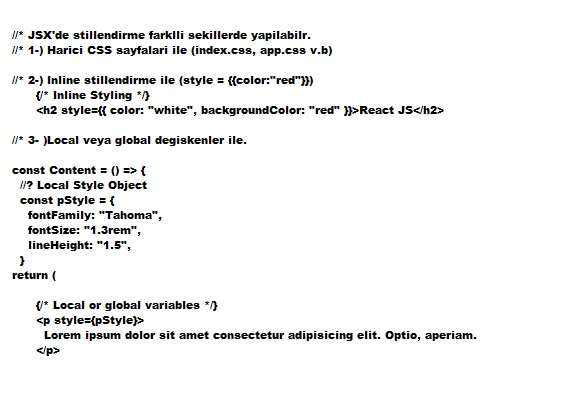 //* JSX'de stillendirme farklli sekillerde yapilabilr.
//* 1-) Harici CSS sayfalari ile (index.css, app.css v.b)
//* 2-) Inline stillendirme ile (style = {{color:"red"}})
{/* Inline Styling */}
<h2 style={{ color: "white", backgroundColor: "red" }}>React JS</h2>
//* 3- )Local veya global degiskenler ile.
const Content = () => {
//? Local Style Object
const pStyle = {
fontFamily: "Tahoma",
fontSize: "1.3rem",
lineHeight: "1.5",
}
return (
{/* Local or global variables */}
<p style={pStyle}>
Lorem ipsum dolor sit amet consectetur adipisicing elit. Optio, aperiam.
</p>